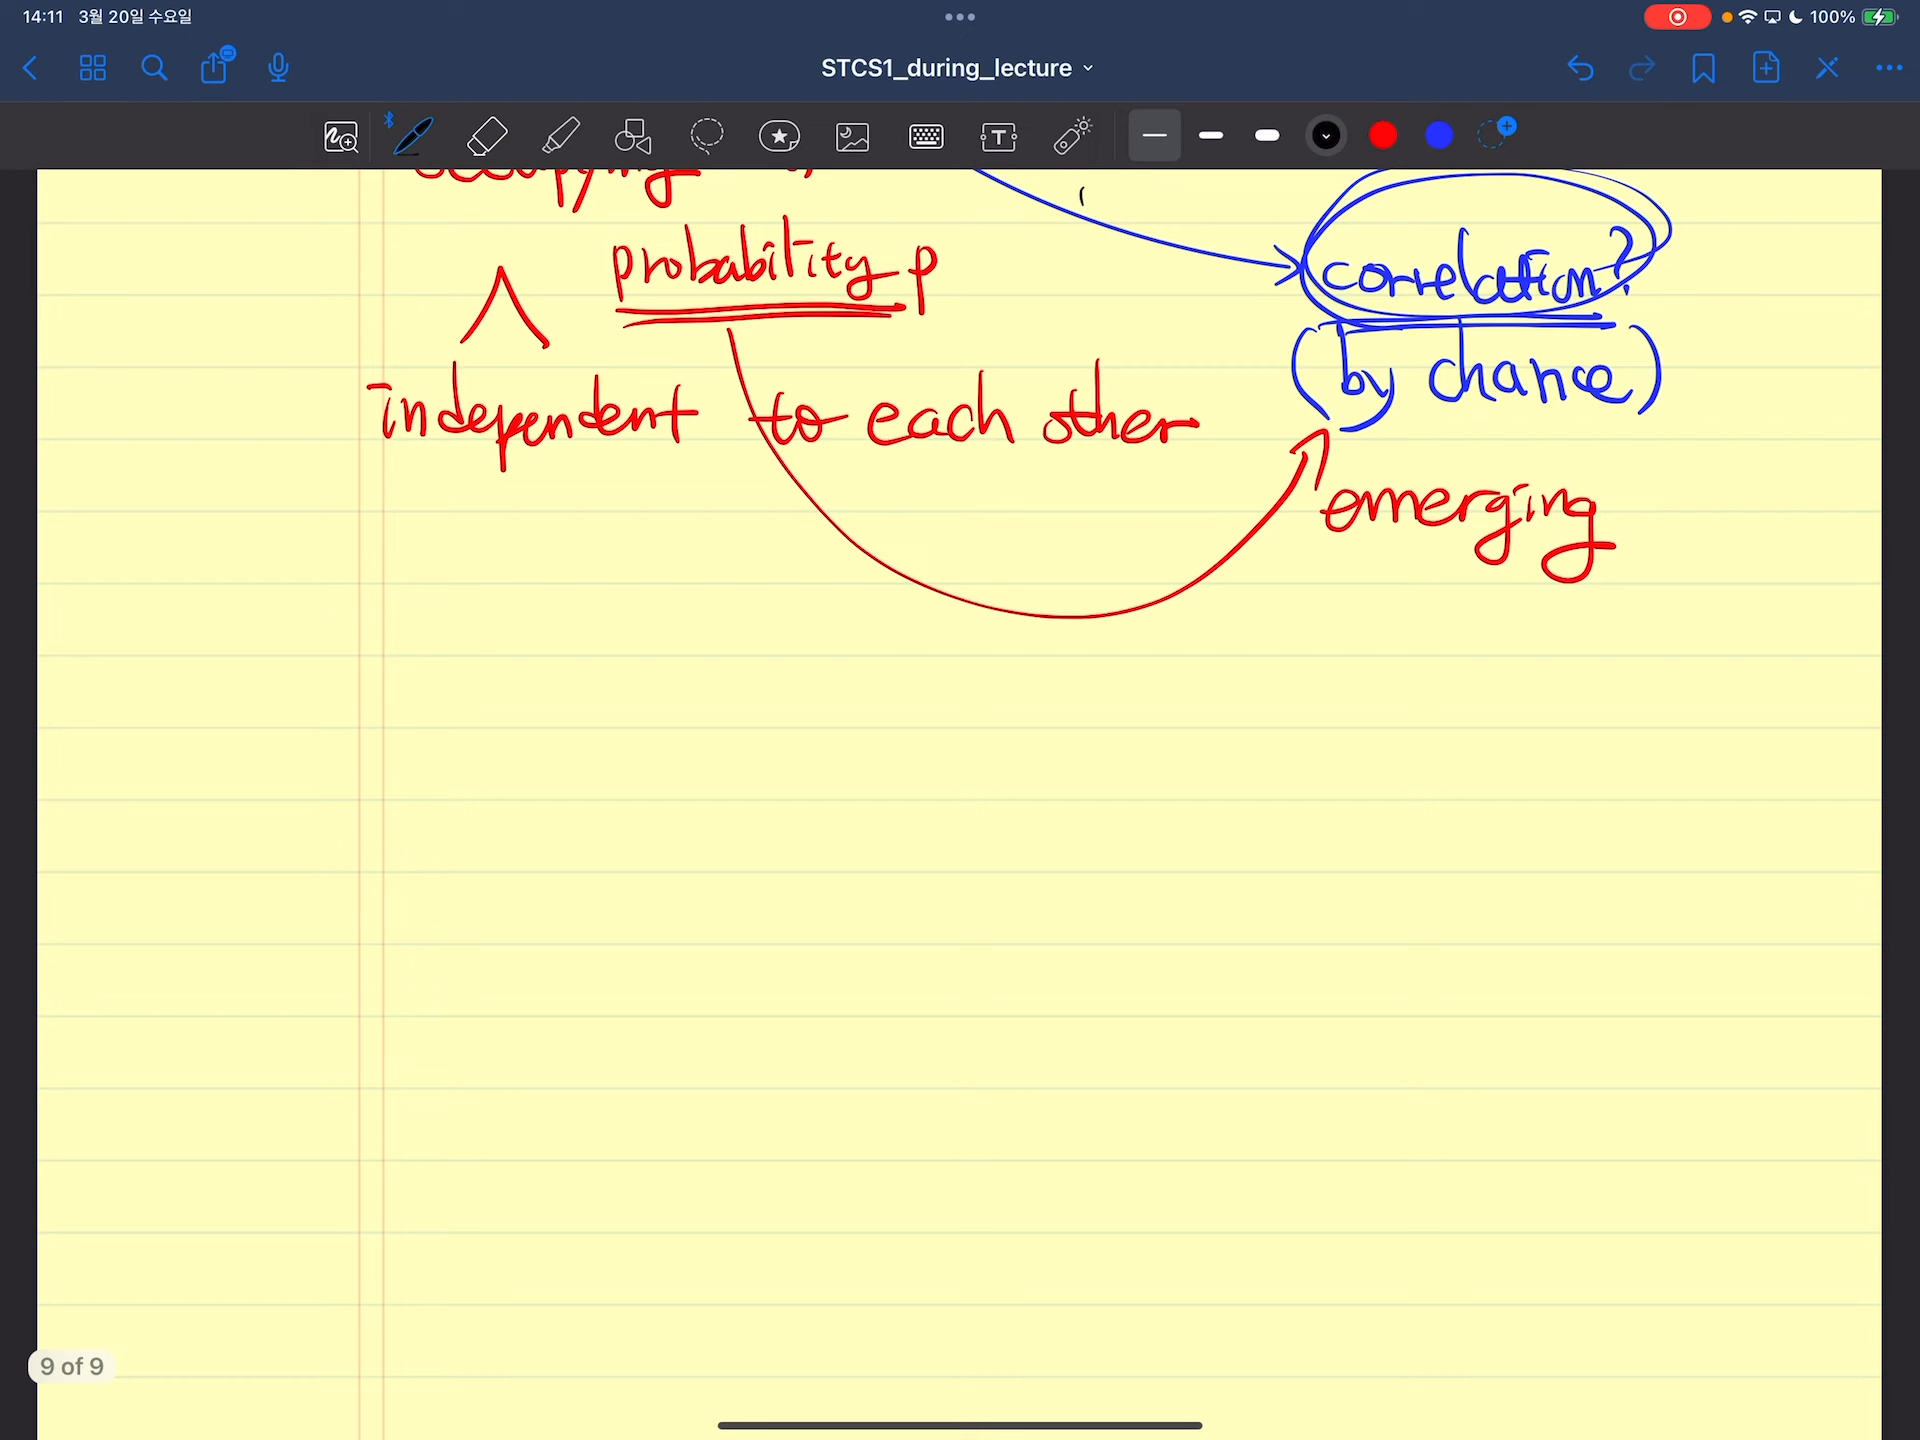 14:11 3월 20일 수요일
100%
STCS1_during_lecture
occupying
probability p
correlation?
(by chance)
independent to each other
emerging
9 of 9